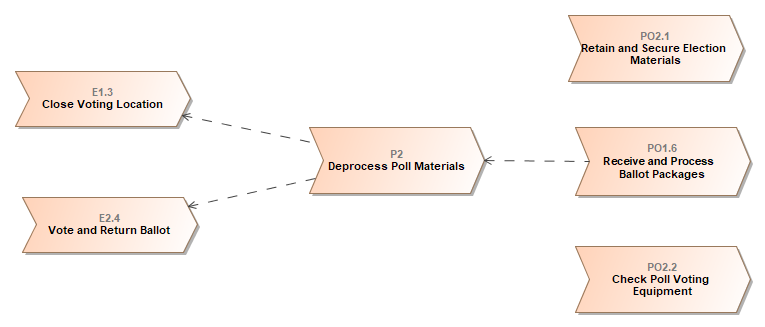 PO2.1
Retain and Secure Election
Materials
E1.3
Close Voting Location
P2
Deprocess Poll Materials
PO1.6
Receive and Process
Ballot Packages
E2.4
Vote and Return Ballot
PO2.2
Check Poll Voting
Equipment